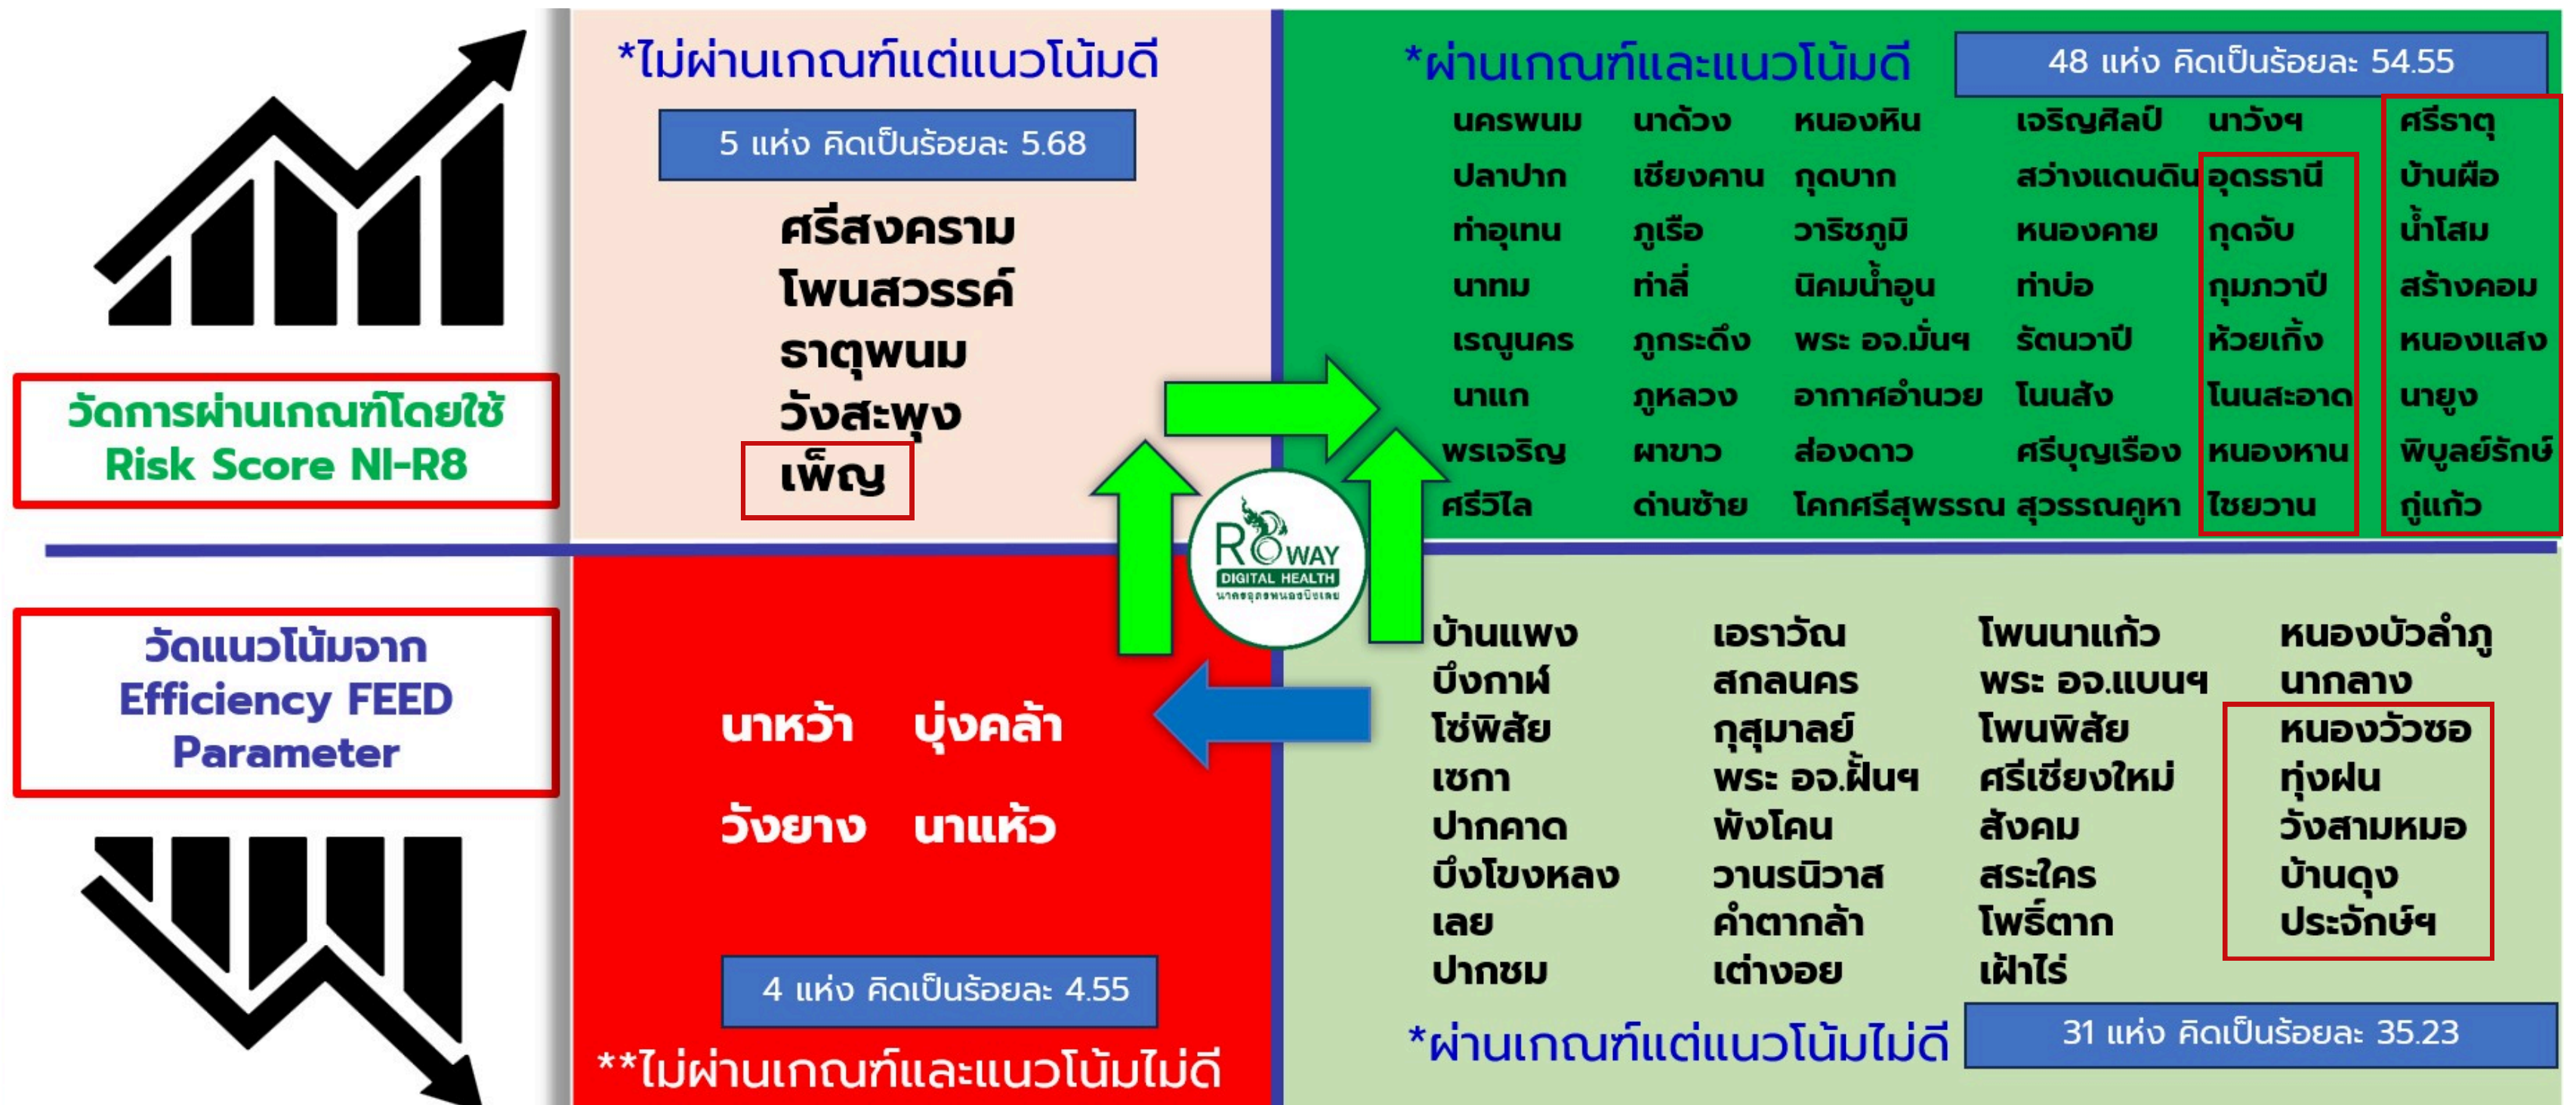 *ไม่ผ่านเกณฑ์แต่แนวโน้มดี
5 แห่ง คิดเป็นร้อยละ 5.68
ศรีสงคราม
โพนสวรรค์
ธาตุพนม
วังสะพุง
เพ็ญ
*ผ่านเกณฑ์และแนวโน้มดี
48 แห่ง คิดเป็นร้อยละ 54.55
นครพนม นาด้วง หนองหิน เจริญศิลป์ นาวังฯ ศรีธาตุ
ปลาปาก เชียงคาน กุดบาก สว่างแดนดิน อุดรธานี บ้านผือ
ท่าอุเทน ภูเรือ วาริชภูมิ หนองคาย กุดจับ น้ำโสม
นาทม ท่าลี่ นิคมน้ำอูน ท่าบ่อ กุมภวาปี สร้างคอม
เรณูนคร ภูกระดึง พระ อจ.มั่นฯ รัตนวาปี ห้วยเกิ้ง หนองแสง
นาแก ภูหลวง อากาศอำนวย โนนสัง โนนสะอาด นายูง
พรเจริญ ผาขาว ส่องดาว ศรีบุญเรือง หนองหาน พิบูลย์รักษ์
ศรีวิไล ด่านซ้าย โคกศรีสุพรรณ สุวรรณคูหา ไชยวาน กู่แก้ว
วัดการผ่านเกณฑ์โดยใช้
Risk Score NI-R8
วัดแนวโน้มจาก
Efficiency FEED
Parameter
R8 WAY
DIGITAL HEALTH
นาคอุดรหนองบึงเลย
นาหว้า บุ่งคล้า
วังยาง นาแห้ว
4 แห่ง คิดเป็นร้อยละ 4.55
**ไม่ผ่านเกณฑ์และแนวโน้มไม่ดี
บ้านแพง เอราวัณ โพนนาแก้ว หนองบัวลำภู
บึงกาฬ สกลนคร พระ อจ.แบนฯ นากลาง
โซ่พิสัย กุสุมาลย์ โพนพิสัย หนองวัวซอ
เซกา พระ อจ.ฝั้นฯ ศรีเชียงใหม่ ทุ่งฝน
ปากคาด พังโคน สังคม วังสามหมอ
บึงโขงหลง วานรนิวาส สระใคร บ้านดุง
เลย คำตากล้า โพธิ์ตาก ประจักษ์ฯ
ปากชม เต่างอย เฝ้าไร่
*ผ่านเกณฑ์แต่แนวโน้มไม่ดี
31 แห่ง คิดเป็นร้อยละ 35.23